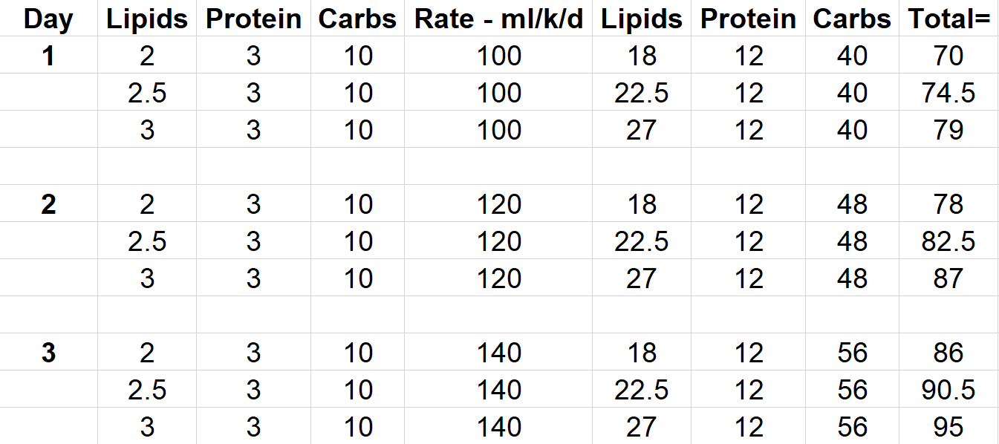 Day Lipids Protein Carbs Rate - ml/k/d Lipids Protein Carbs Total=
1 2 3 10 100 18 12 40 70
2.5 3 10 100 22.5 12 40 74.5
3 3 10 100 27 12 40 79
2 2 3 10 120 18 12 48 78
2.5 3 10 120 22.5 12 48 82.5
3 3 10 120 27 12 48 87
3 2 3 10 140 18 12 56 86
2.5 3 10 140 22.5 12 56 90.5
3 3 10 140 27 12 56 95